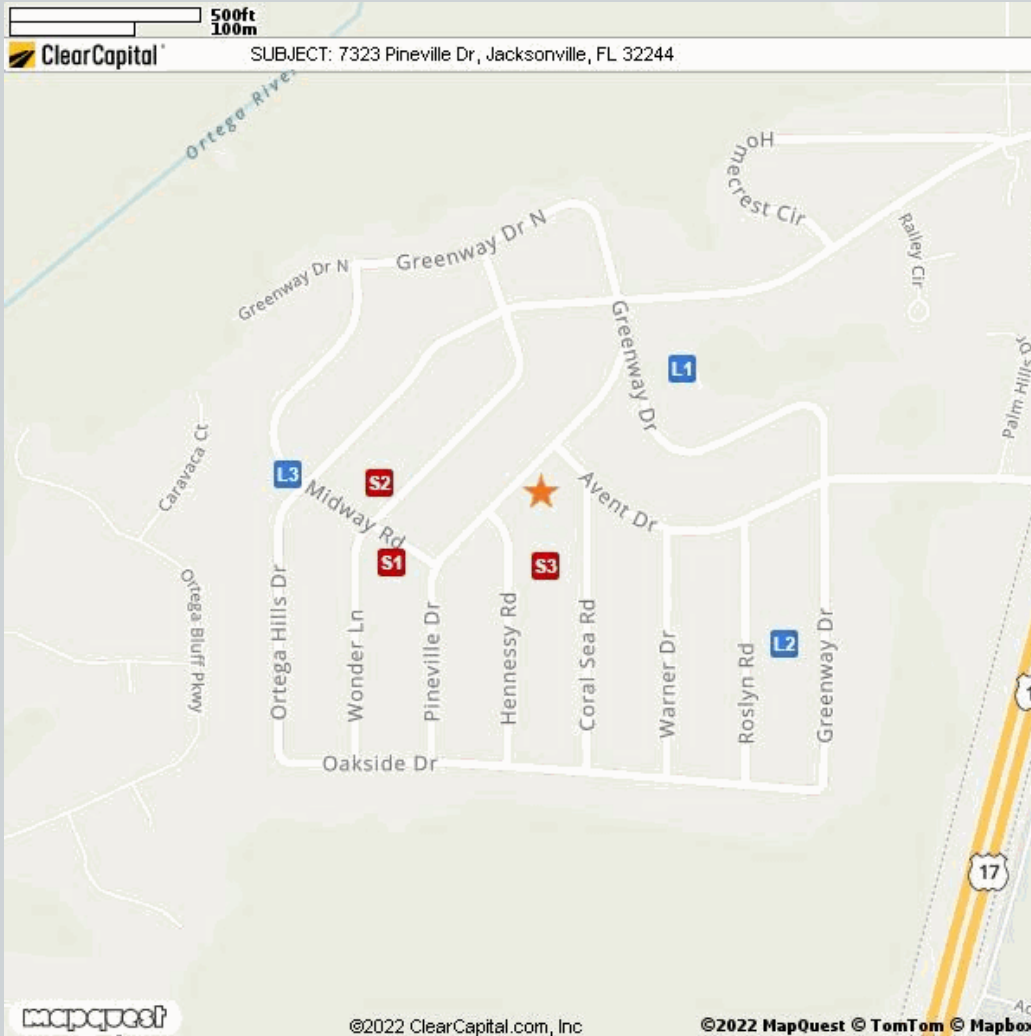 500ft
100m
ClearCapital
SUBJECT: 7323 Pineville Dr, Jacksonville, FL 32244
Ortega River
Homecrest Cir
Greenway Dr N
Greenway Dr N
Railey Cir
Greenway Dr
Palm Hills
L1
Caravaca Ct
L3
S2
Midway Rd
Avent Dr
S1
S3
Ortega Bluff Pkwy
Ortega Hills Dr
Wonder Ln
Pineville Dr
Hennessy Rd
Coral Sea Rd
Warner Dr
Roslyn Rd
L2
Greenway Dr
Oakside Dr
17
mapquest
©2022 ClearCapital.com, Inc
©2022 MapQuest © TomTom © Mapbox